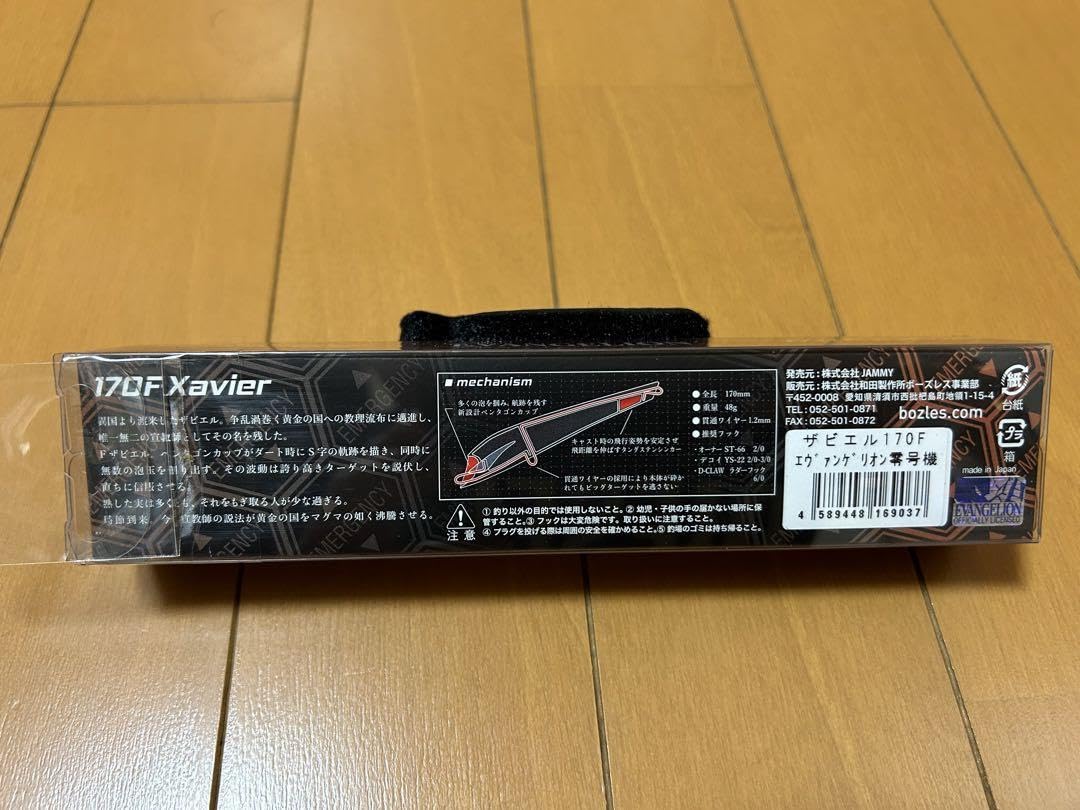 170F Xavier
異国より渡来したザビエル。争乱渦巻く黄金の国への教理流布に邁進し、
唯一無二の宣教師としてその名を残した。
Fザビエル。ペンタゴンカップがダート時にS字の軌跡を描き、同時に
無数の泡玉を創り出す。その波動は誇り高きターゲットを説伏し、
直ちに信服させる。
熟した実は多くも、それをもぎ取る人が少な過ぎる。
時節到来、今、宣教師の説法が黄金の国をマグマの如く沸騰させる。
■ mechanism
多くの泡を掴み、航跡を残す
新設計ペンタゴンカップ
キャスト時の飛行姿勢を安定させ
飛距離を伸ばすタングステンシンカー
貫通ワイヤーの採用により本体が砕か
れてもビッグターゲットを逃さない
■ 全長 170mm
■ 重量 48g
■ 貫通ワイヤー 1.2mm
■ 推奨フック
・オーナー ST-66 2/0
・デコイ YS-22 2/0-3/0
・D-CLAW ラダーフック
6/0
注意
① 釣り以外の目的では使用しないこと。② 幼児・子供の手の届かない場所に保
管すること。③ フックは大変危険です。取り扱いに注意すること。
④ プラグを投げる際は周囲の安全を確かめること。⑤ 釣場のゴミは持ち帰ること。
発売元：株式会社 JAMMY
販売元：株式会社和田製作所ボーズレス事業部
〒452-0008 愛知県清須市西枇杷島町地領1-15-4
TEL : 052-501-0871
FAX : 052-501-0872
bozles.com
紙
台紙
プラ
箱
made in Japan
ザビエル170F
エヴァンゲリオン零号機
4 589448 169037
EVANGELION
OFFICIALLY LICENSED
EMERGENCY
EMERGENCY
EMERGENCY